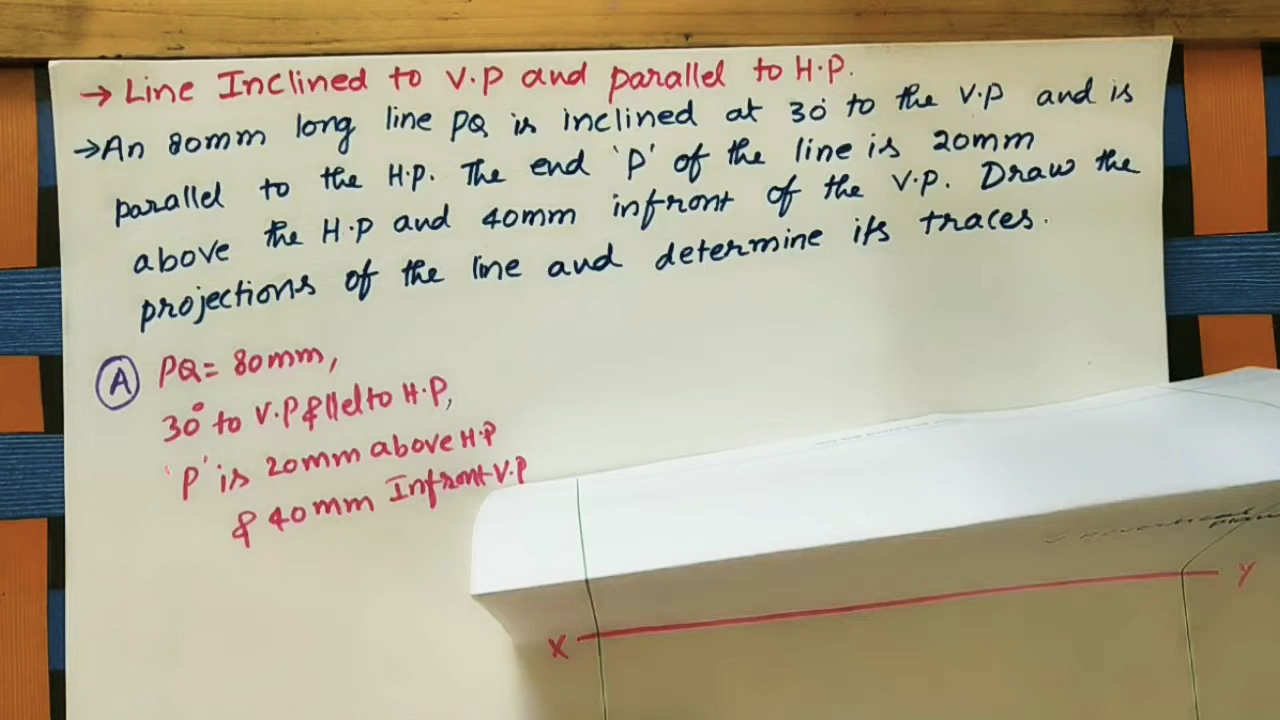 → Line Inclined to V.P and parallel to H.P.
→ An 80mm long line PQ is inclined at 30° to the V.P and is
parallel to the H.P. The end 'P' of the line is 20mm
above the H.P and 40mm infront of the V.P. Draw the
projections of the line and determine its traces.
A PQ = 80mm,
30° to V.P & llel to H.P,
'P' is 20mm above H.P
& 40mm Infront V.P
X
Y